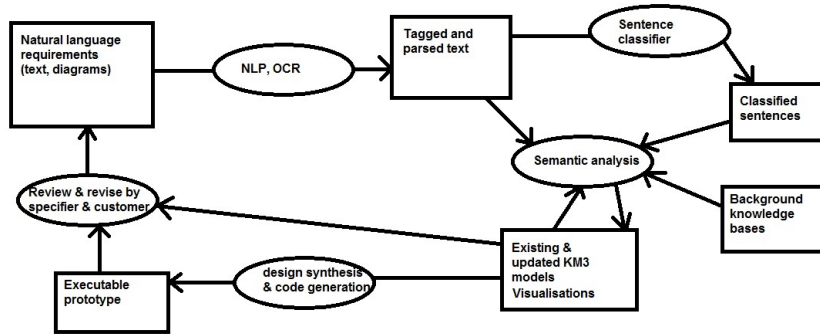 Natural language
requirements
(text, diagrams)
NLP, OCR
Tagged and
parsed text
Sentence
classifier
Classified
sentences
Semantic analysis
Background
knowledge
bases
Review & revise by
specifier & customer
Existing &
updated KM3
models
Visualisations
design synthesis
& code generation
Executable
prototype